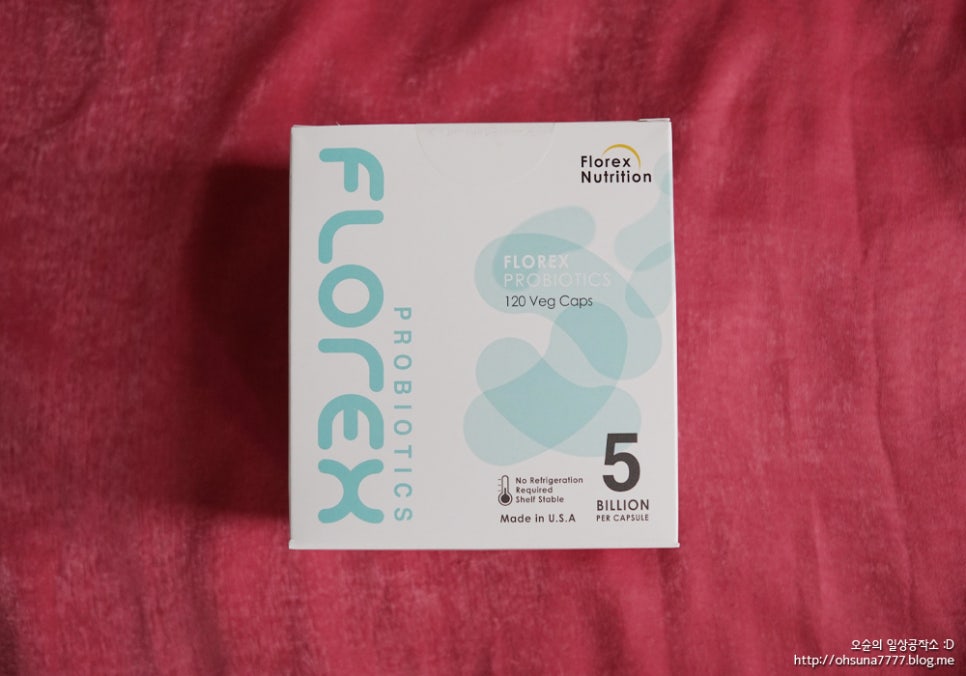 FLOREX
PROBIOTICS
Florex
Nutrition
FLOREX
PROBIOTICS
120 Veg Caps
No Refrigeration
Required
Shelf Stable
Made in U.S.A
5
BILLION
PER CAPSULE
오순의 일상공작소 :D
http://ohsuna7777.blog.me